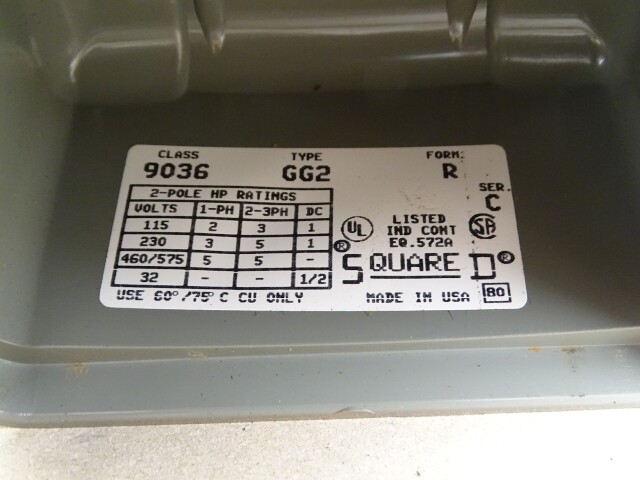 CLASS TYPE FORM:
9036 GG2 R
SER.
C
2-POLE HP RATINGS
VOLTS 1-PH 2-3PH DC
115 2 3 1
230 3 5 1
460/575 5 5 -
32 - - 1/2
USE 60°/75°C CU ONLY
UL ®
LISTED
IND CONT
EQ.572A
SA
SQUARE D®
MADE IN USA 80